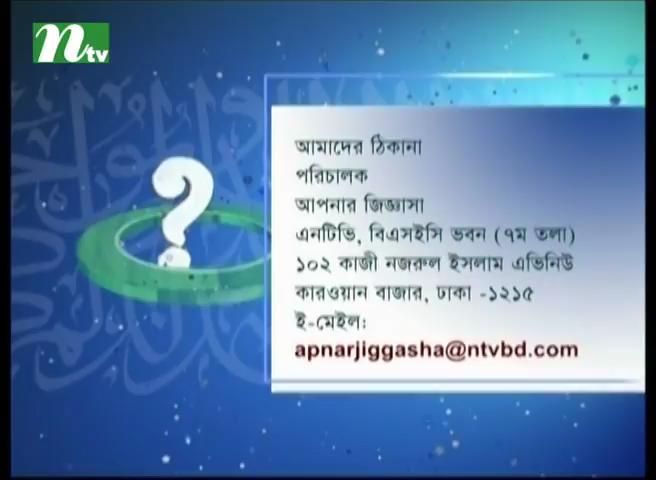 ntv
আমাদের ঠিকানা
পরিচালক
আপনার জিজ্ঞাসা
এনটিভি, বিএসইসি ভবন (৭ম তলা)
১০২ কাজী নজরুল ইসলাম এভিনিউ
কারওয়ান বাজার, ঢাকা -১২১৫
ই-মেইল:
apnarjiggasha@ntvbd.com